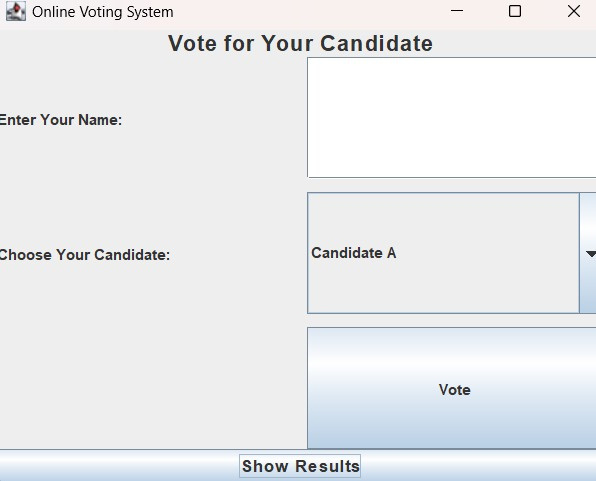 Online Voting System
Vote for Your Candidate
Enter Your Name:
Choose Your Candidate:
Candidate A
Vote
Show Results